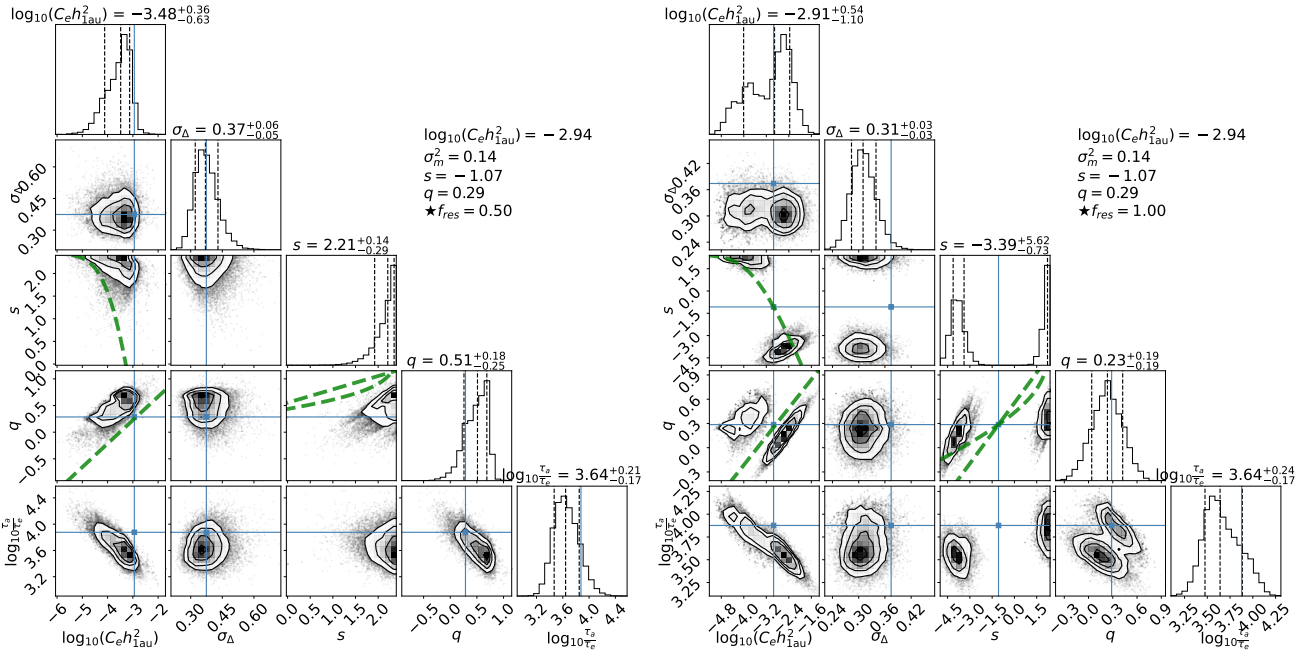 log₁₀(Cₑh²₁ₐᵤ) = −3.48 +0.36 −0.63
σ_Δ = 0.37 +0.06 −0.05
log₁₀(Cₑh²₁ₐᵤ) = −2.94
σ²ₘ = 0.14
s = −1.07
q = 0.29
★f_res = 0.50
s = 2.21 +0.14 −0.29
q = 0.51 +0.18 −0.25
log₁₀ τₐ/τₑ = 3.64 +0.21 −0.17
σ_Δ
0.60
0.45
0.30
s
2.0
1.5
1.0
0.5
0.0
q
1.0
0.5
0.0
−0.5
log₁₀ τₐ/τₑ
4.4
4.0
3.6
3.2
−6 −5 −4 −3 −2
0.30 0.45 0.60
0.0 0.5 1.0 1.5 2.0
−0.5 0.0 0.5 1.0
3.2 3.6 4.0 4.4
log₁₀(Cₑh²₁ₐᵤ) σ_Δ s q log₁₀ τₐ/τₑ
log₁₀(Cₑh²₁ₐᵤ) = −2.91 +0.54 −1.10
σ_Δ = 0.31 +0.03 −0.03
log₁₀(Cₑh²₁ₐᵤ) = −2.94
σ²ₘ = 0.14
s = −1.07
q = 0.29
★f_res = 1.00
s = −3.39 +5.62 −0.73
q = 0.23 +0.19 −0.19
log₁₀ τₐ/τₑ = 3.64 +0.24 −0.17
σ_Δ
0.42
0.36
0.30
0.24
s
1.5
0.0
−1.5
−3.0
q
0.9
0.6
0.3
0.0
log₁₀ τₐ/τₑ
4.25
4.00
3.75
3.50
3.25
−4.8 −4.0 −3.2 −2.4 −1.6
0.24 0.30 0.36 0.42
−4.5 −3.0 −1.5 0.0 1.5
−0.3 0.0 0.3 0.6 0.9
3.25 3.50 3.75 4.00 4.25
log₁₀(Cₑh²₁ₐᵤ) σ_Δ s q log₁₀ τₐ/τₑ